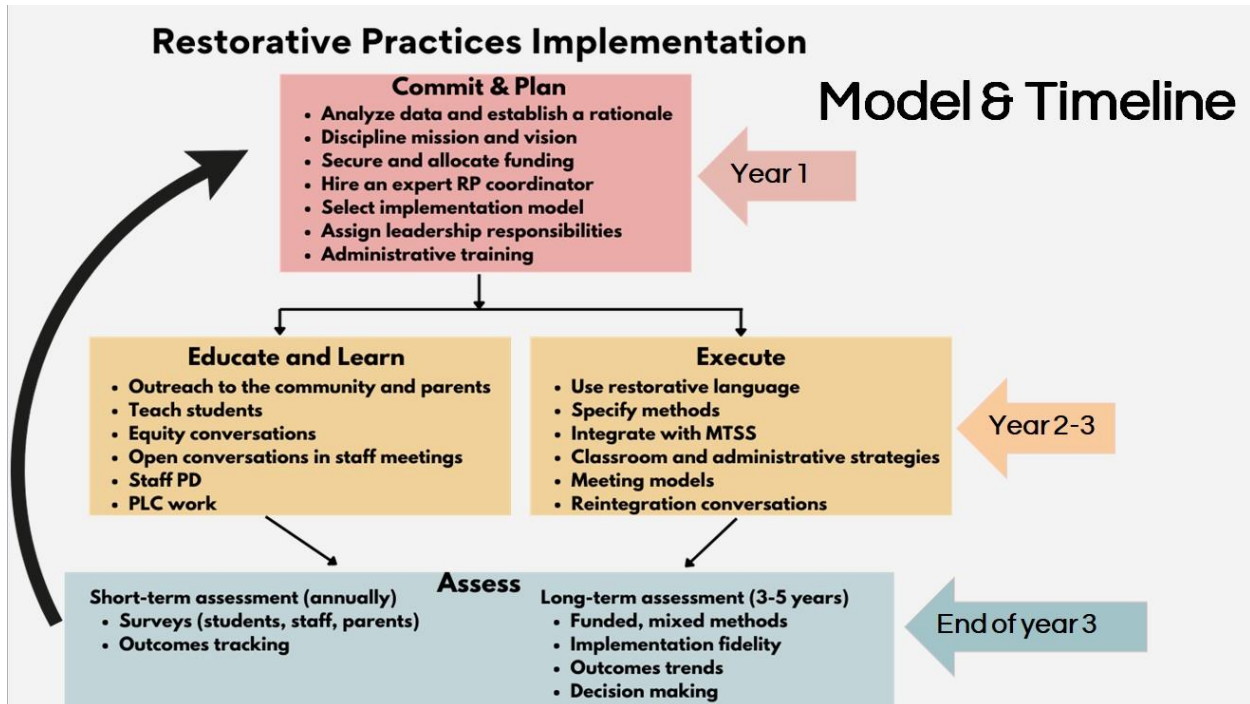 Restorative Practices Implementation
Model & Timeline
Commit & Plan
• Analyze data and establish a rationale
• Discipline mission and vision
• Secure and allocate funding
• Hire an expert RP coordinator
• Select implementation model
• Assign leadership responsibilities
• Administrative training
Year 1
Educate and Learn
• Outreach to the community and parents
• Teach students
• Equity conversations
• Open conversations in staff meetings
• Staff PD
• PLC work
Execute
• Use restorative language
• Specify methods
• Integrate with MTSS
• Classroom and administrative strategies
• Meeting models
• Reintegration conversations
Year 2-3
Assess
Short-term assessment (annually)
• Surveys (students, staff, parents)
• Outcomes tracking
Long-term assessment (3-5 years)
• Funded, mixed methods
• Implementation fidelity
• Outcomes trends
• Decision making
End of year 3